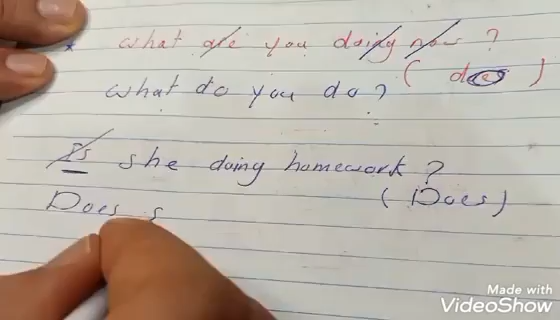 * What are you doing now ?
( do )
What do you do ?
Is she doing homework ?
( Does )
Does s
Made with
VideoShow